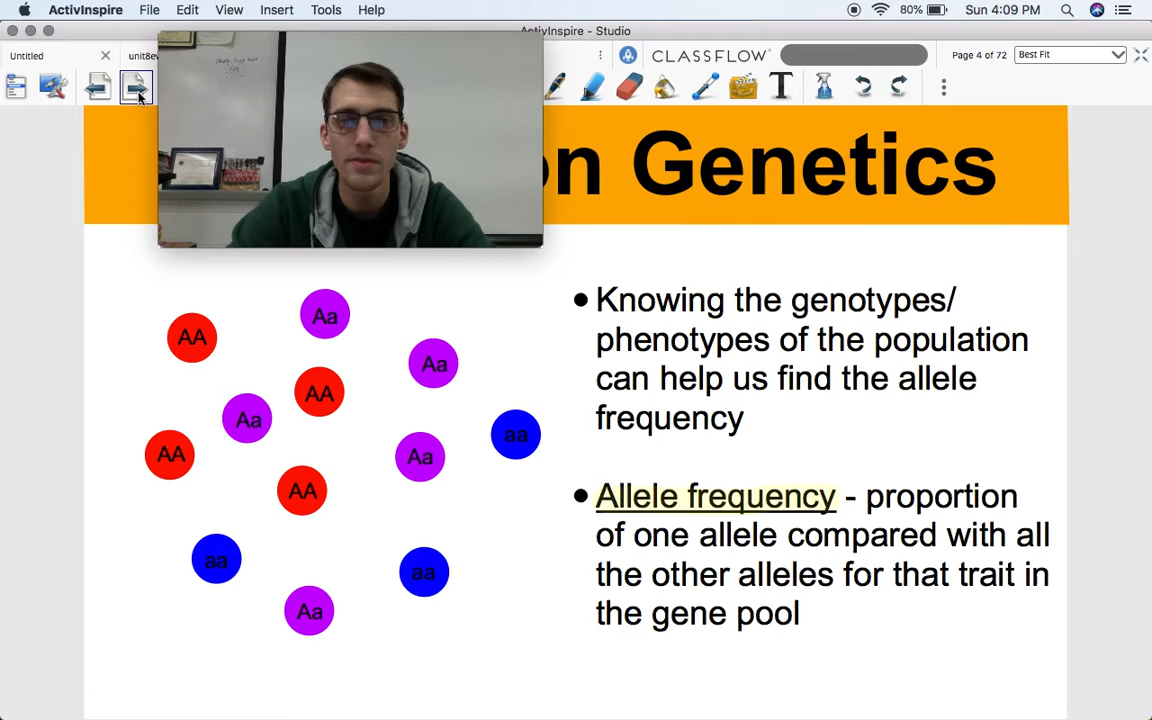 ActivInspire File Edit View Insert Tools Help 80% Sun 4:09 PM
ActivInspire - Studio
Untitled unit8ev CLASSFLOW Page 4 of 72 Best Fit
on Genetics
Aa
AA
Aa
AA
Aa
aa
AA
Aa
AA
aa
aa
Aa
• Knowing the genotypes/
phenotypes of the population
can help us find the allele
frequency
• Allele frequency - proportion
of one allele compared with all
the other alleles for that trait in
the gene pool